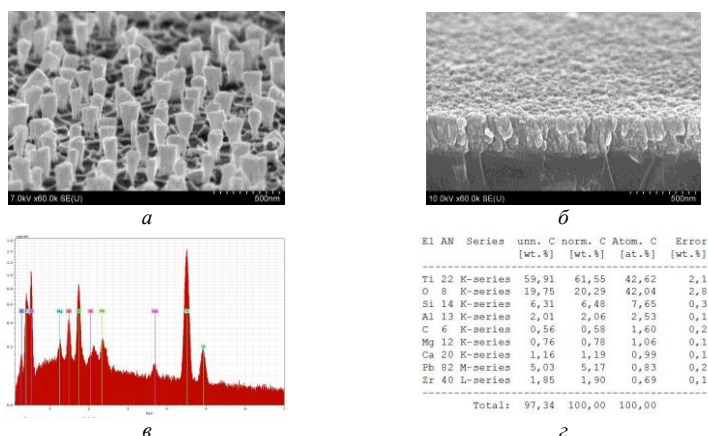 7.0kV x60.0k SE(U) 500nm
10.0kV x60.0k SE(U) 500nm
а
б
El AN Series unn. C norm. C Atom. C Error
[wt.%] [wt.%] [at.%] [wt.%]
Ti 22 K-series 59,91 61,55 42,62 2,1
O 8 K-series 19,75 20,29 42,04 2,8
Si 14 K-series 6,31 6,48 7,65 0,3
Al 13 K-series 2,01 2,06 2,53 0,1
C 6 K-series 0,56 0,58 1,60 0,2
Mg 12 K-series 0,76 0,78 1,06 0,1
Ca 20 K-series 1,16 1,19 0,99 0,1
Pb 82 M-series 5,03 5,17 0,83 0,2
Zr 40 L-series 1,85 1,90 0,69 0,1
Total: 97,34 100,00 100,00
в
г